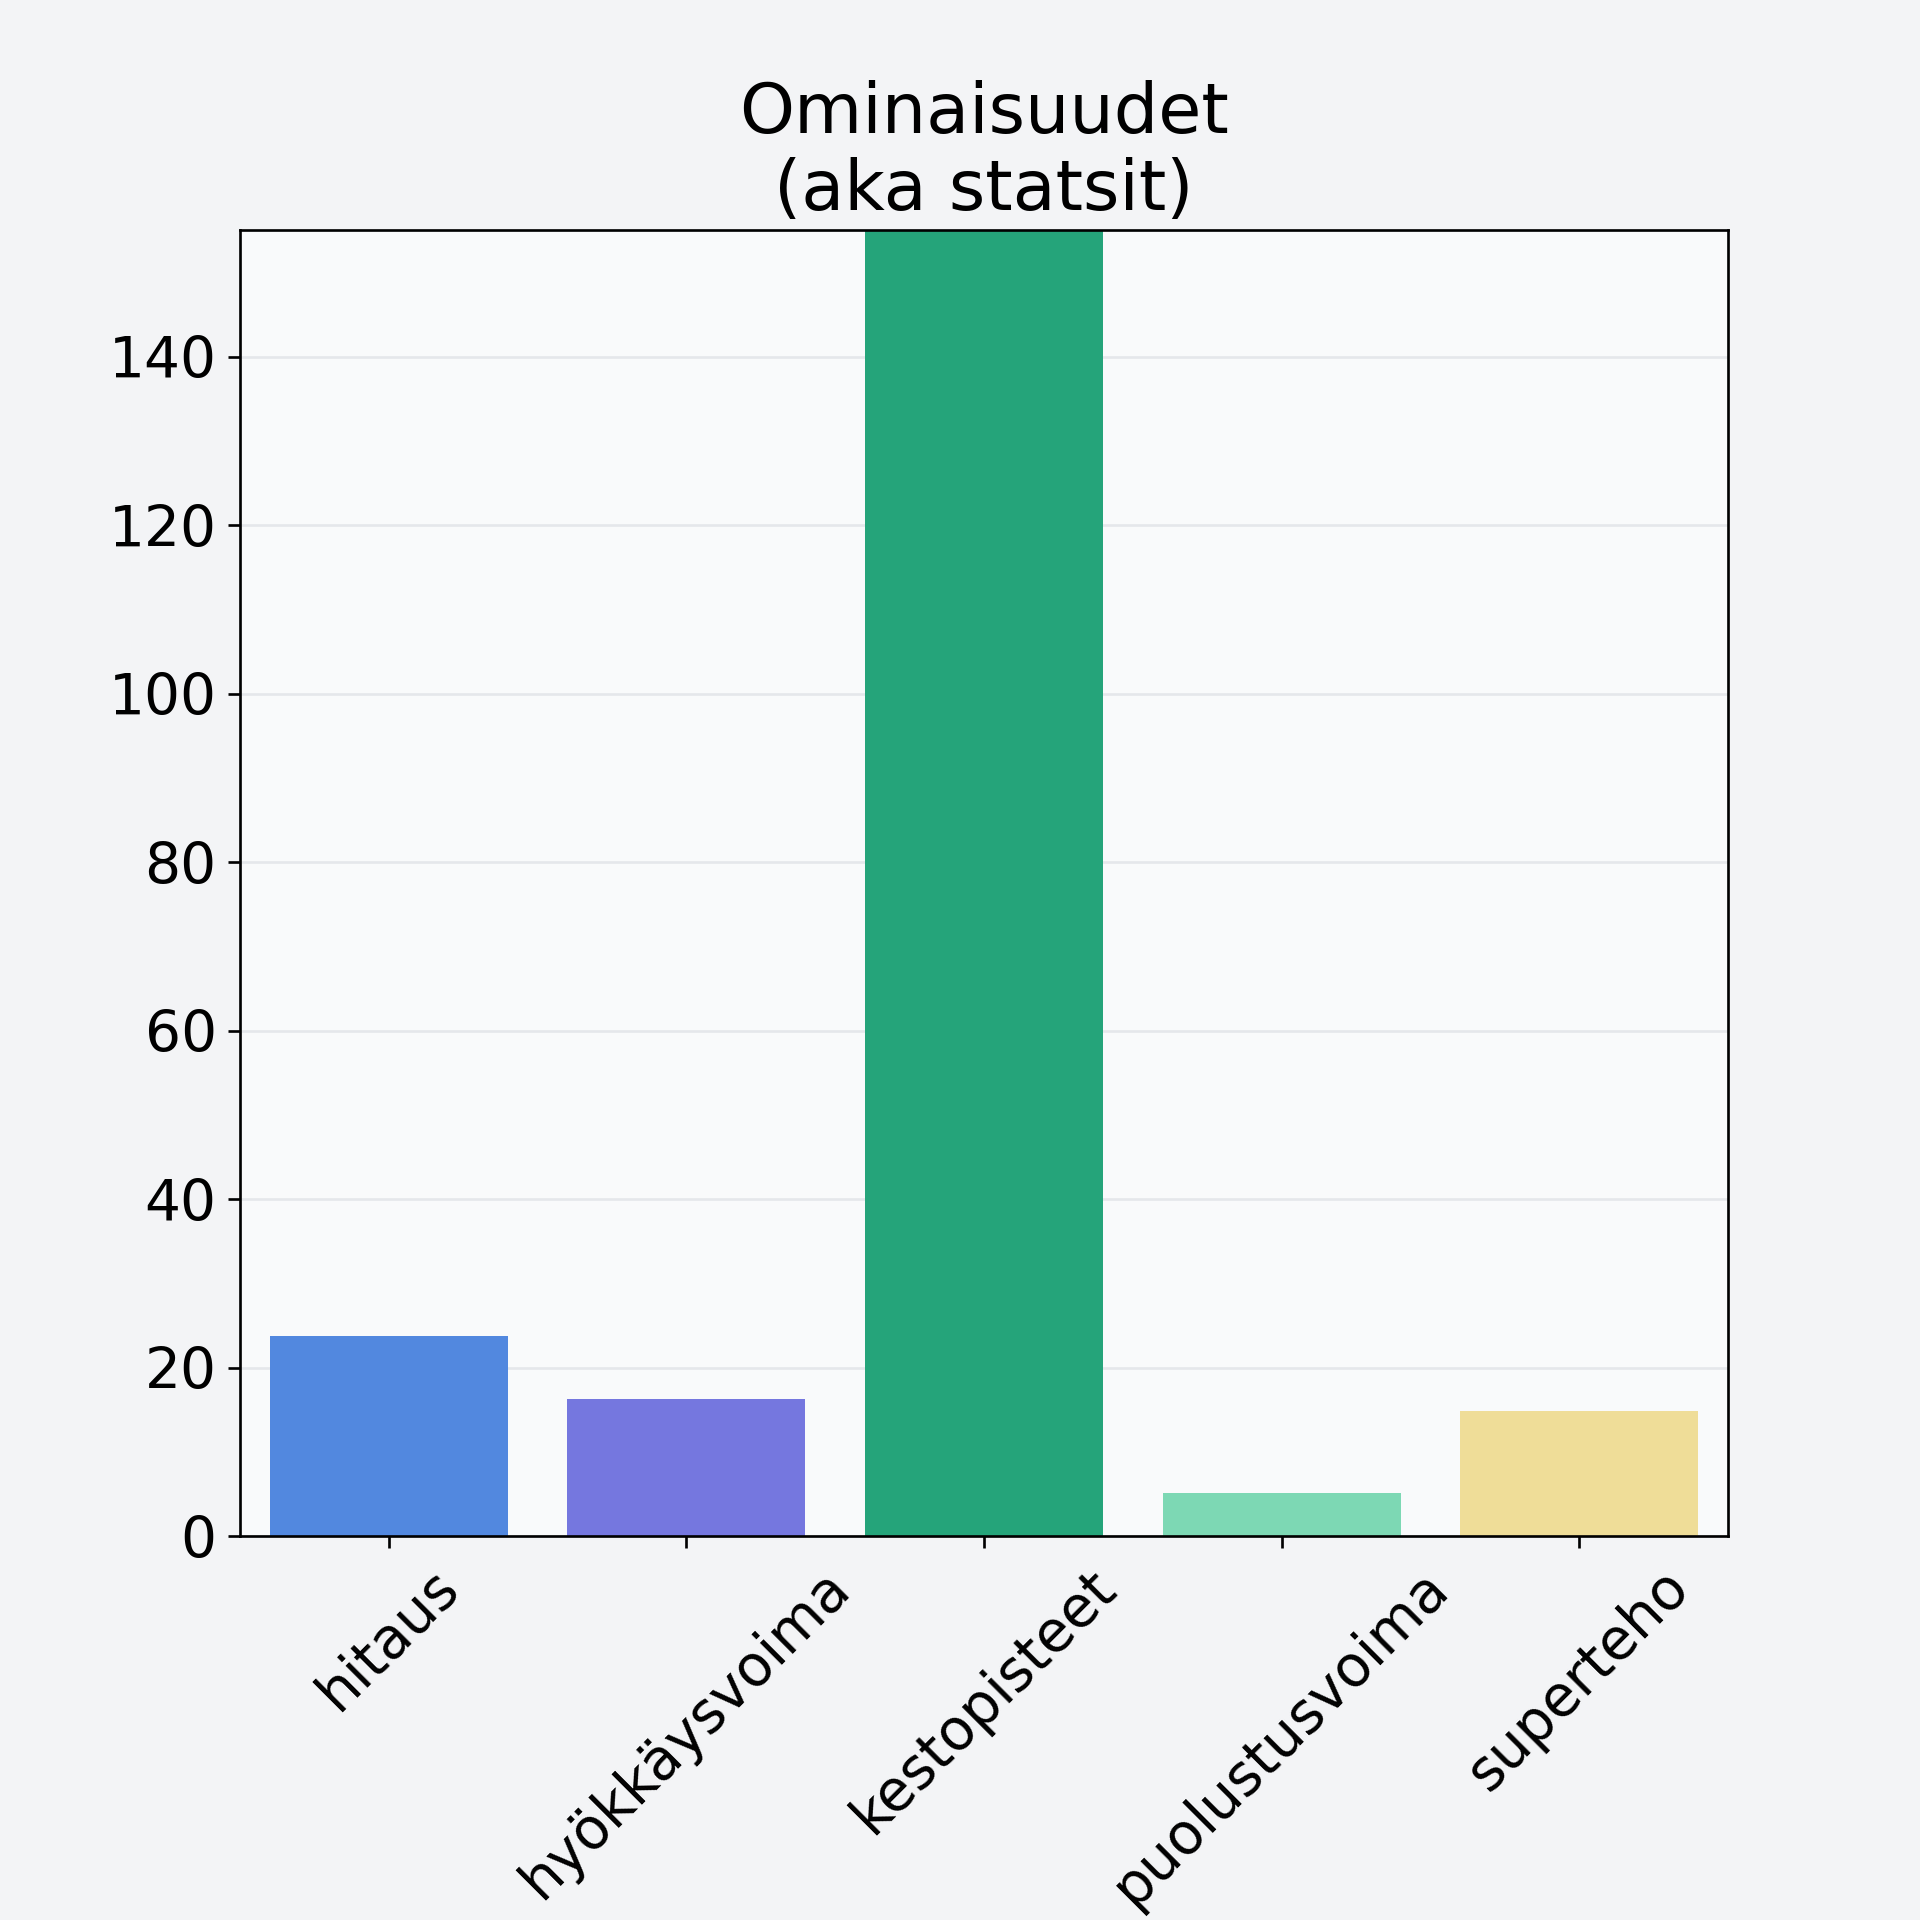 Ominaisuudet
(aka statsit)
140
120
100
80
60
40
20
0
hitaus
hyökkäysvoima
kestopisteet
puolustusvoima
superteho